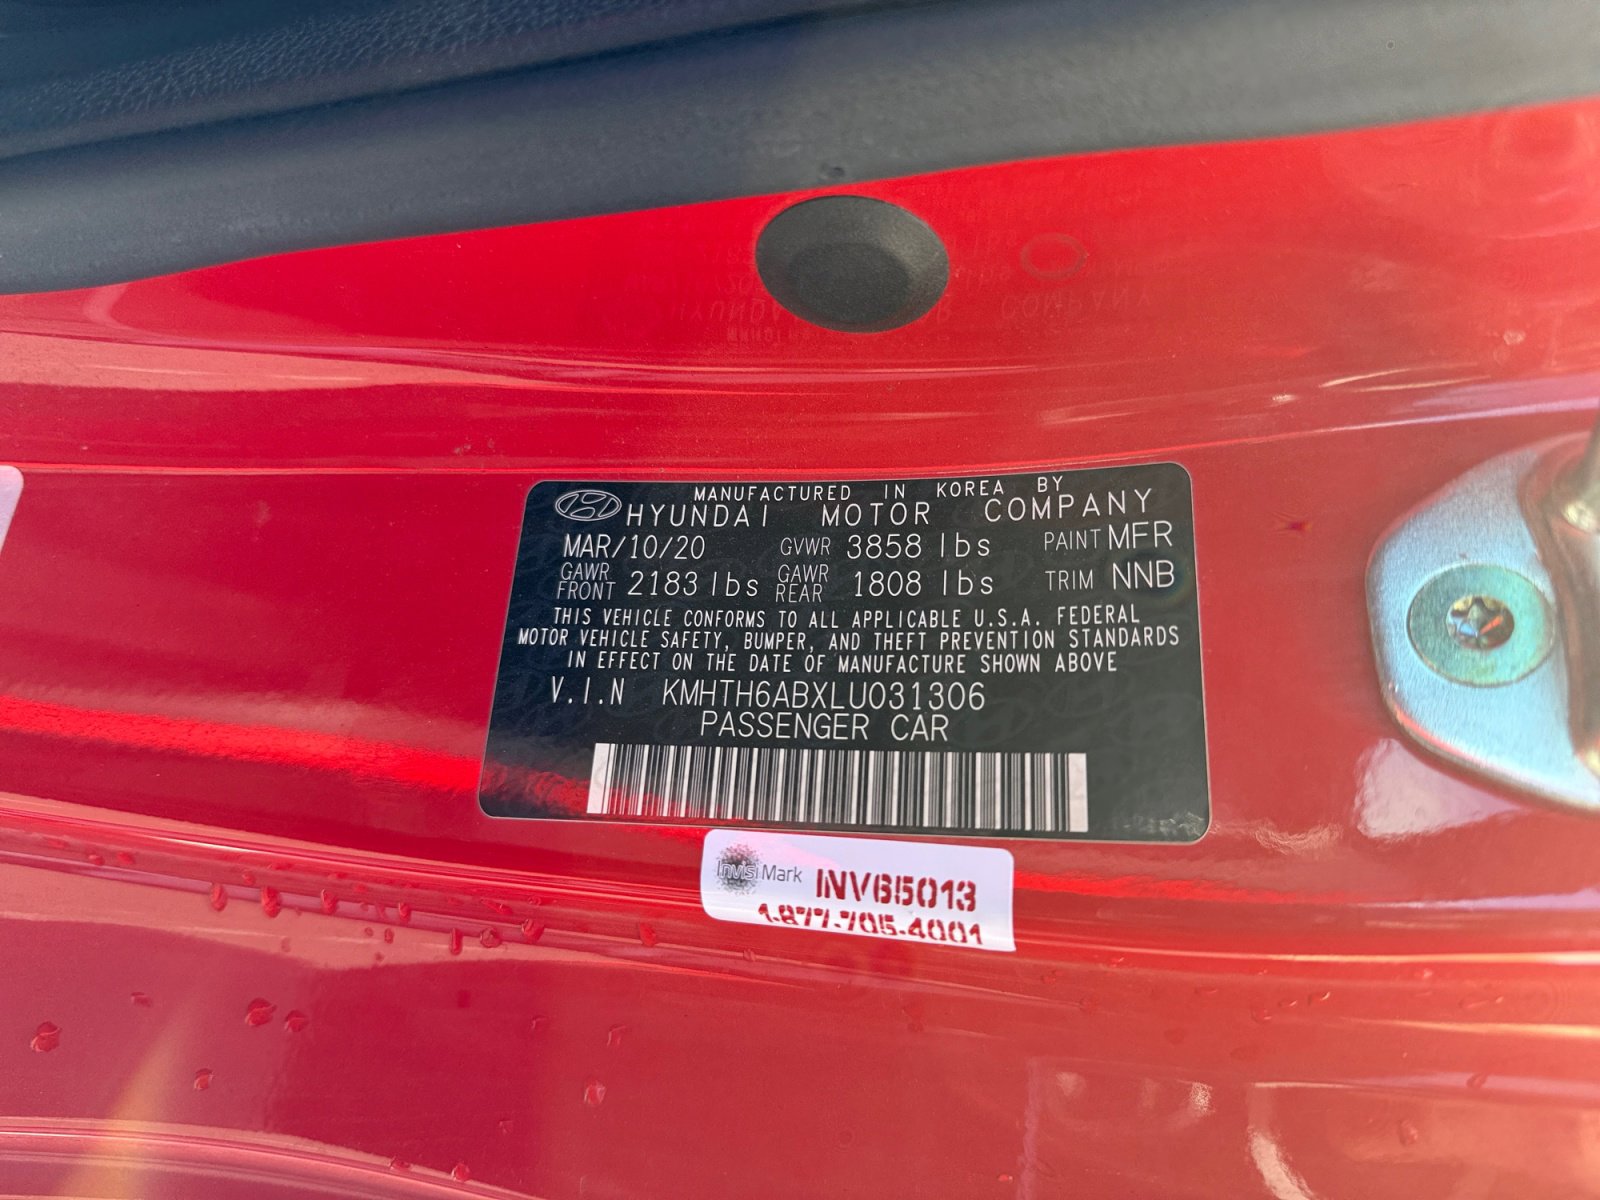 MANUFACTURED IN KOREA BY
HYUNDAI MOTOR COMPANY
MAR/10/20 GVWR 3858 lbs PAINT MFR
GAWR FRONT 2183 lbs GAWR REAR 1808 lbs TRIM NNB
THIS VEHICLE CONFORMS TO ALL APPLICABLE U.S.A. FEDERAL
MOTOR VEHICLE SAFETY, BUMPER, AND THEFT PREVENTION STANDARDS
IN EFFECT ON THE DATE OF MANUFACTURE SHOWN ABOVE
V.I.N KMHTH6ABXLU031306
PASSENGER CAR
InvisiMark INV65013
1-877-705-4001